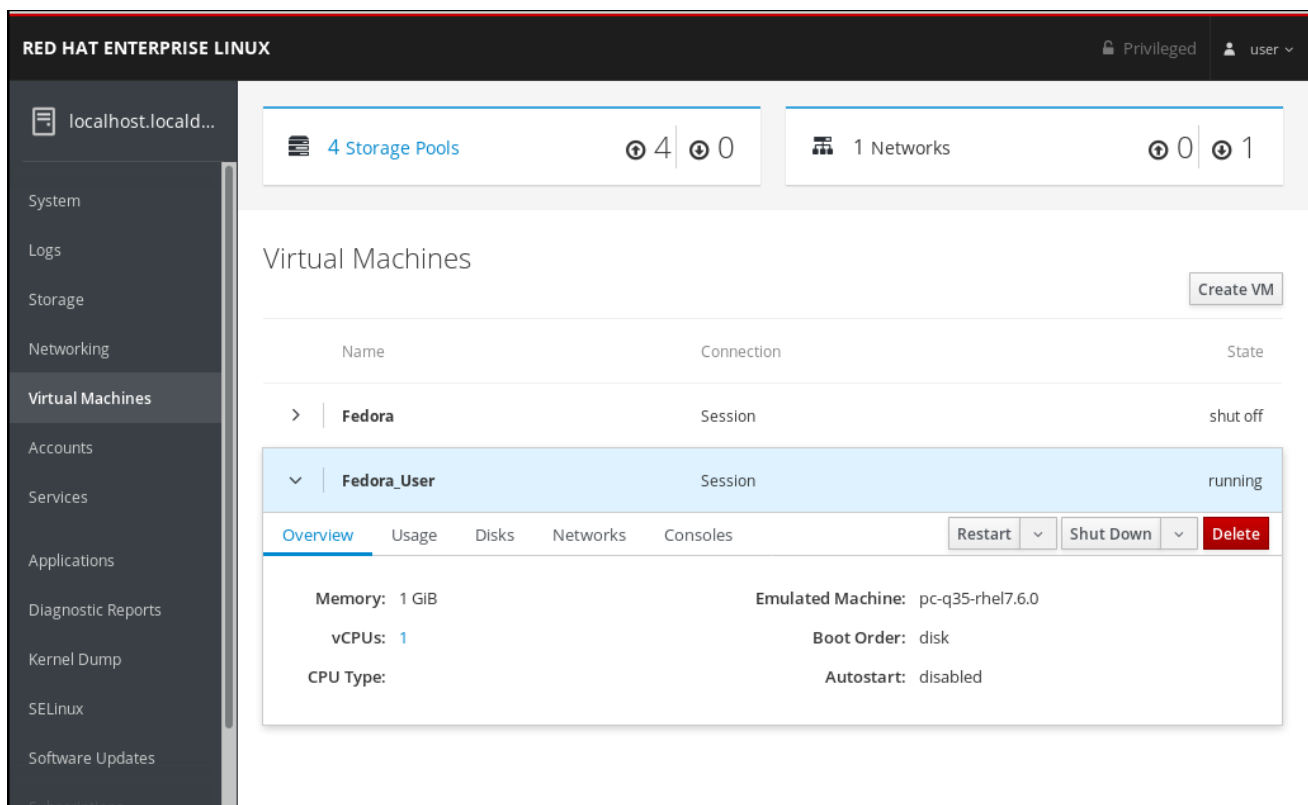 RED HAT ENTERPRISE LINUX
Privileged
user
localhost.locald...
System
Logs
Storage
Networking
Virtual Machines
Accounts
Services
Applications
Diagnostic Reports
Kernel Dump
SELinux
Software Updates
4 Storage Pools 4 0
1 Networks 0 1
Virtual Machines
Create VM
Name Connection State
Fedora Session shut off
Fedora_User Session running
Overview Usage Disks Networks Consoles Restart Shut Down Delete
Memory: 1 GiB Emulated Machine: pc-q35-rhel7.6.0
vCPUs: 1 Boot Order: disk
CPU Type: Autostart: disabled